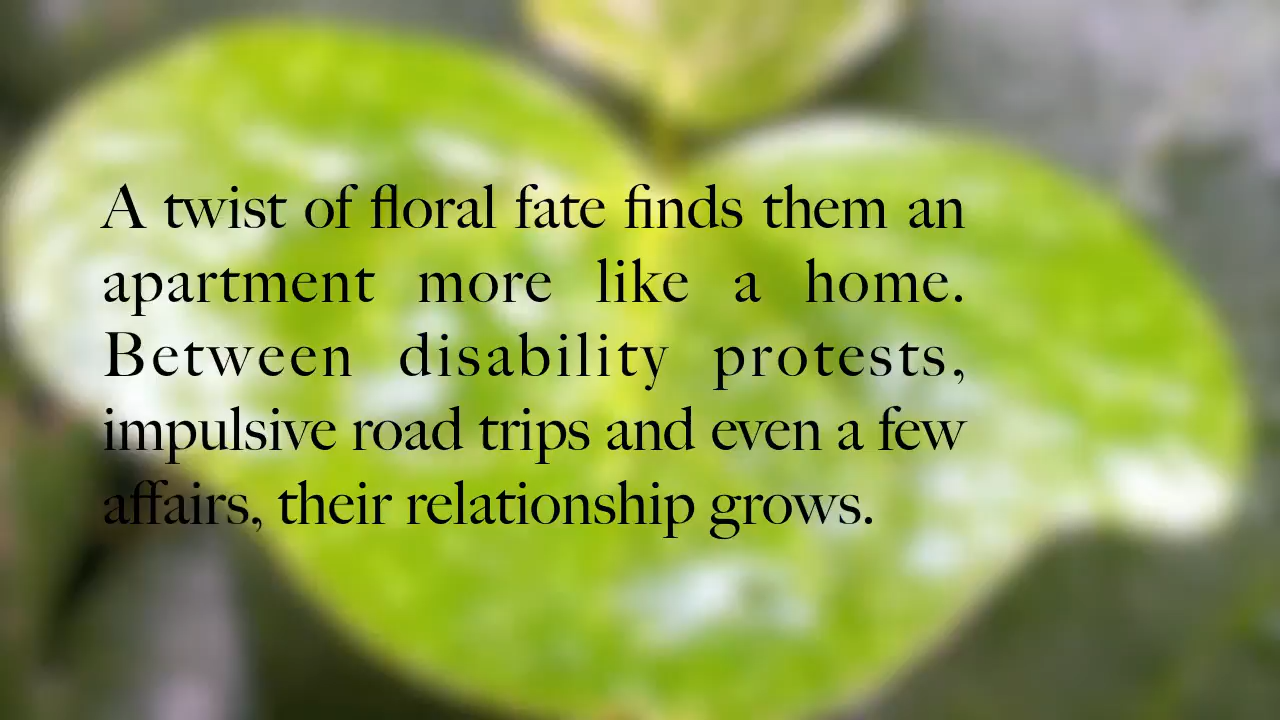 A twist of floral fate finds them an
apartment more like a home.
Between disability protests,
impulsive road trips and even a few
affairs, their relationship grows.